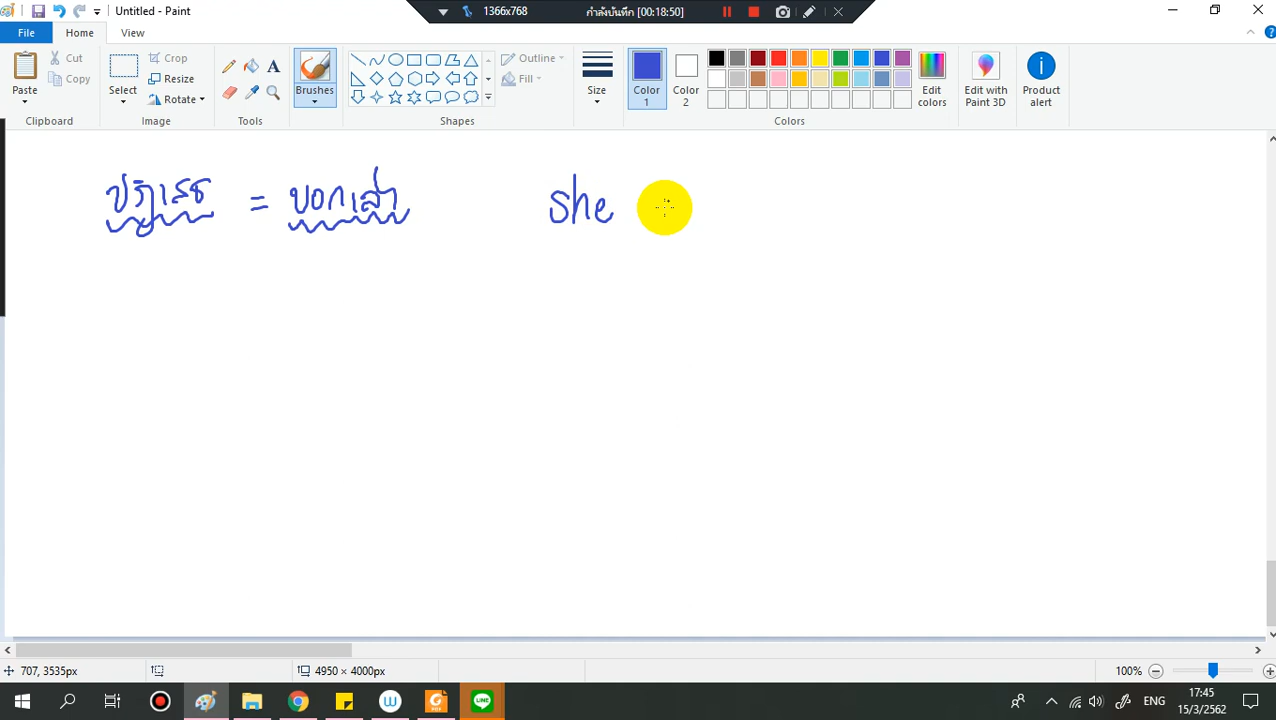 Untitled - Paint
1366x768
กำลังบันทึก [00:18:50]
File
Home
View
Paste
Cut
Copy
Clipboard
Select
Crop
Resize
Rotate
Image
Tools
Brushes
Outline
Fill
Shapes
Size
Color 1
Color 2
Edit colors
Colors
Edit with Paint 3D
Product alert
ปฏิเสธ = บอกเล่า she
707, 3535px
4950 × 4000px
100%
ENG
17:45
15/3/2562